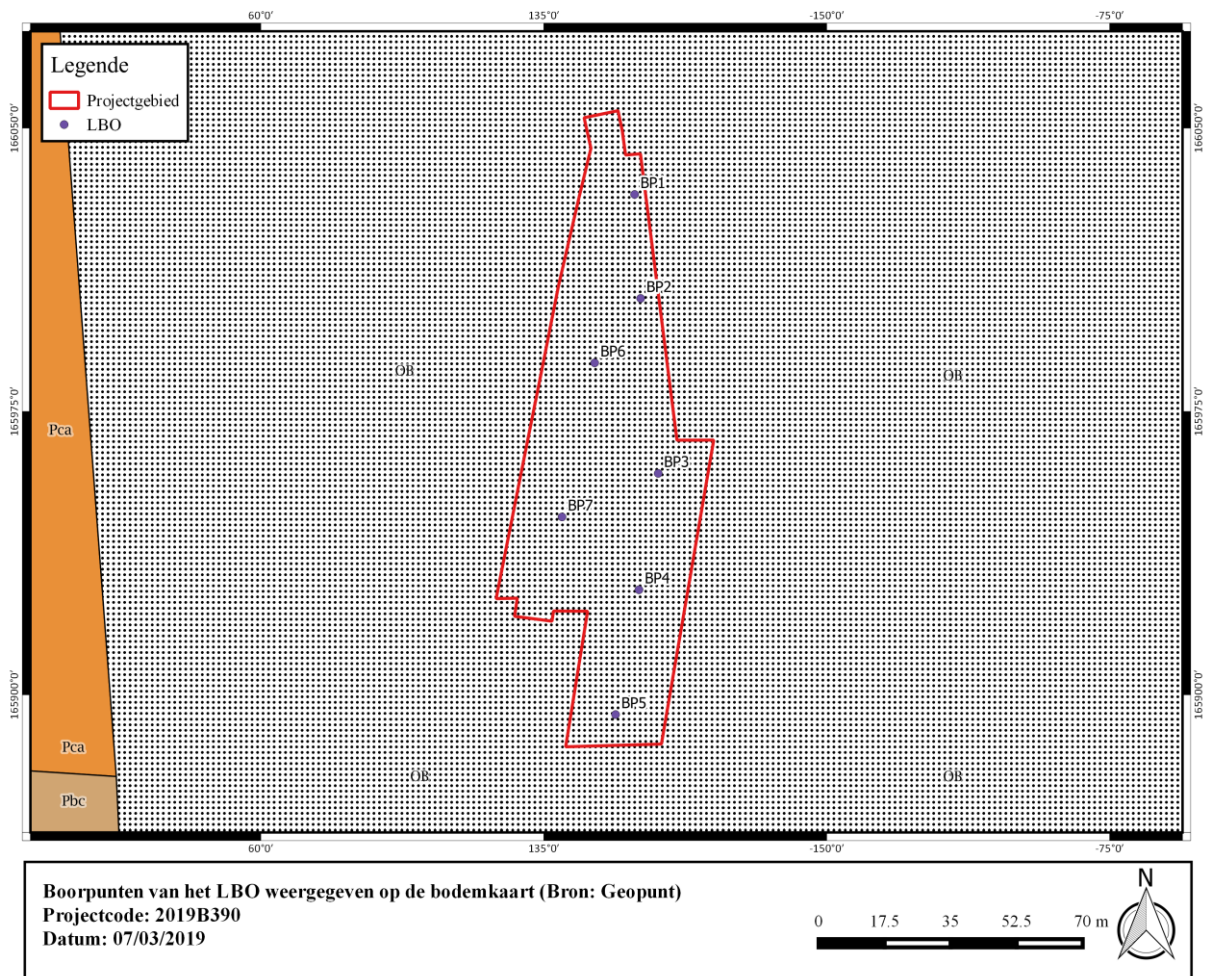 60°0' 135°0' -150°0' -75°0'
Legende
Projectgebied
LBO
166050°0' 166050°0'
BP1
BP2
BP6
OB OB
165975°0' 165975°0'
Pca
BP3
BP7
BP4
165900°0' 165900°0'
BP5
Pca
OB OB
Pbc
60°0' 135°0' -150°0' -75°0'
Boorpunten van het LBO weergegeven op de bodemkaart (Bron: Geopunt)
Projectcode: 2019B390
Datum: 07/03/2019
0 17.5 35 52.5 70 m
N